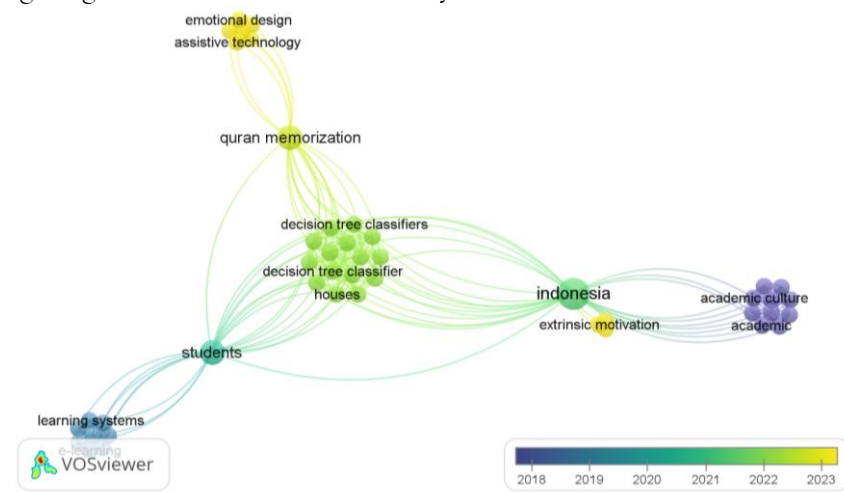 emotional design
assistive technology
quran memorization
decision tree classifiers
decision tree classifier
houses
indonesia
academic culture
extrinsic motivation
academic
students
learning systems
e-learning
VOSviewer
2018 2019 2020 2021 2022 2023